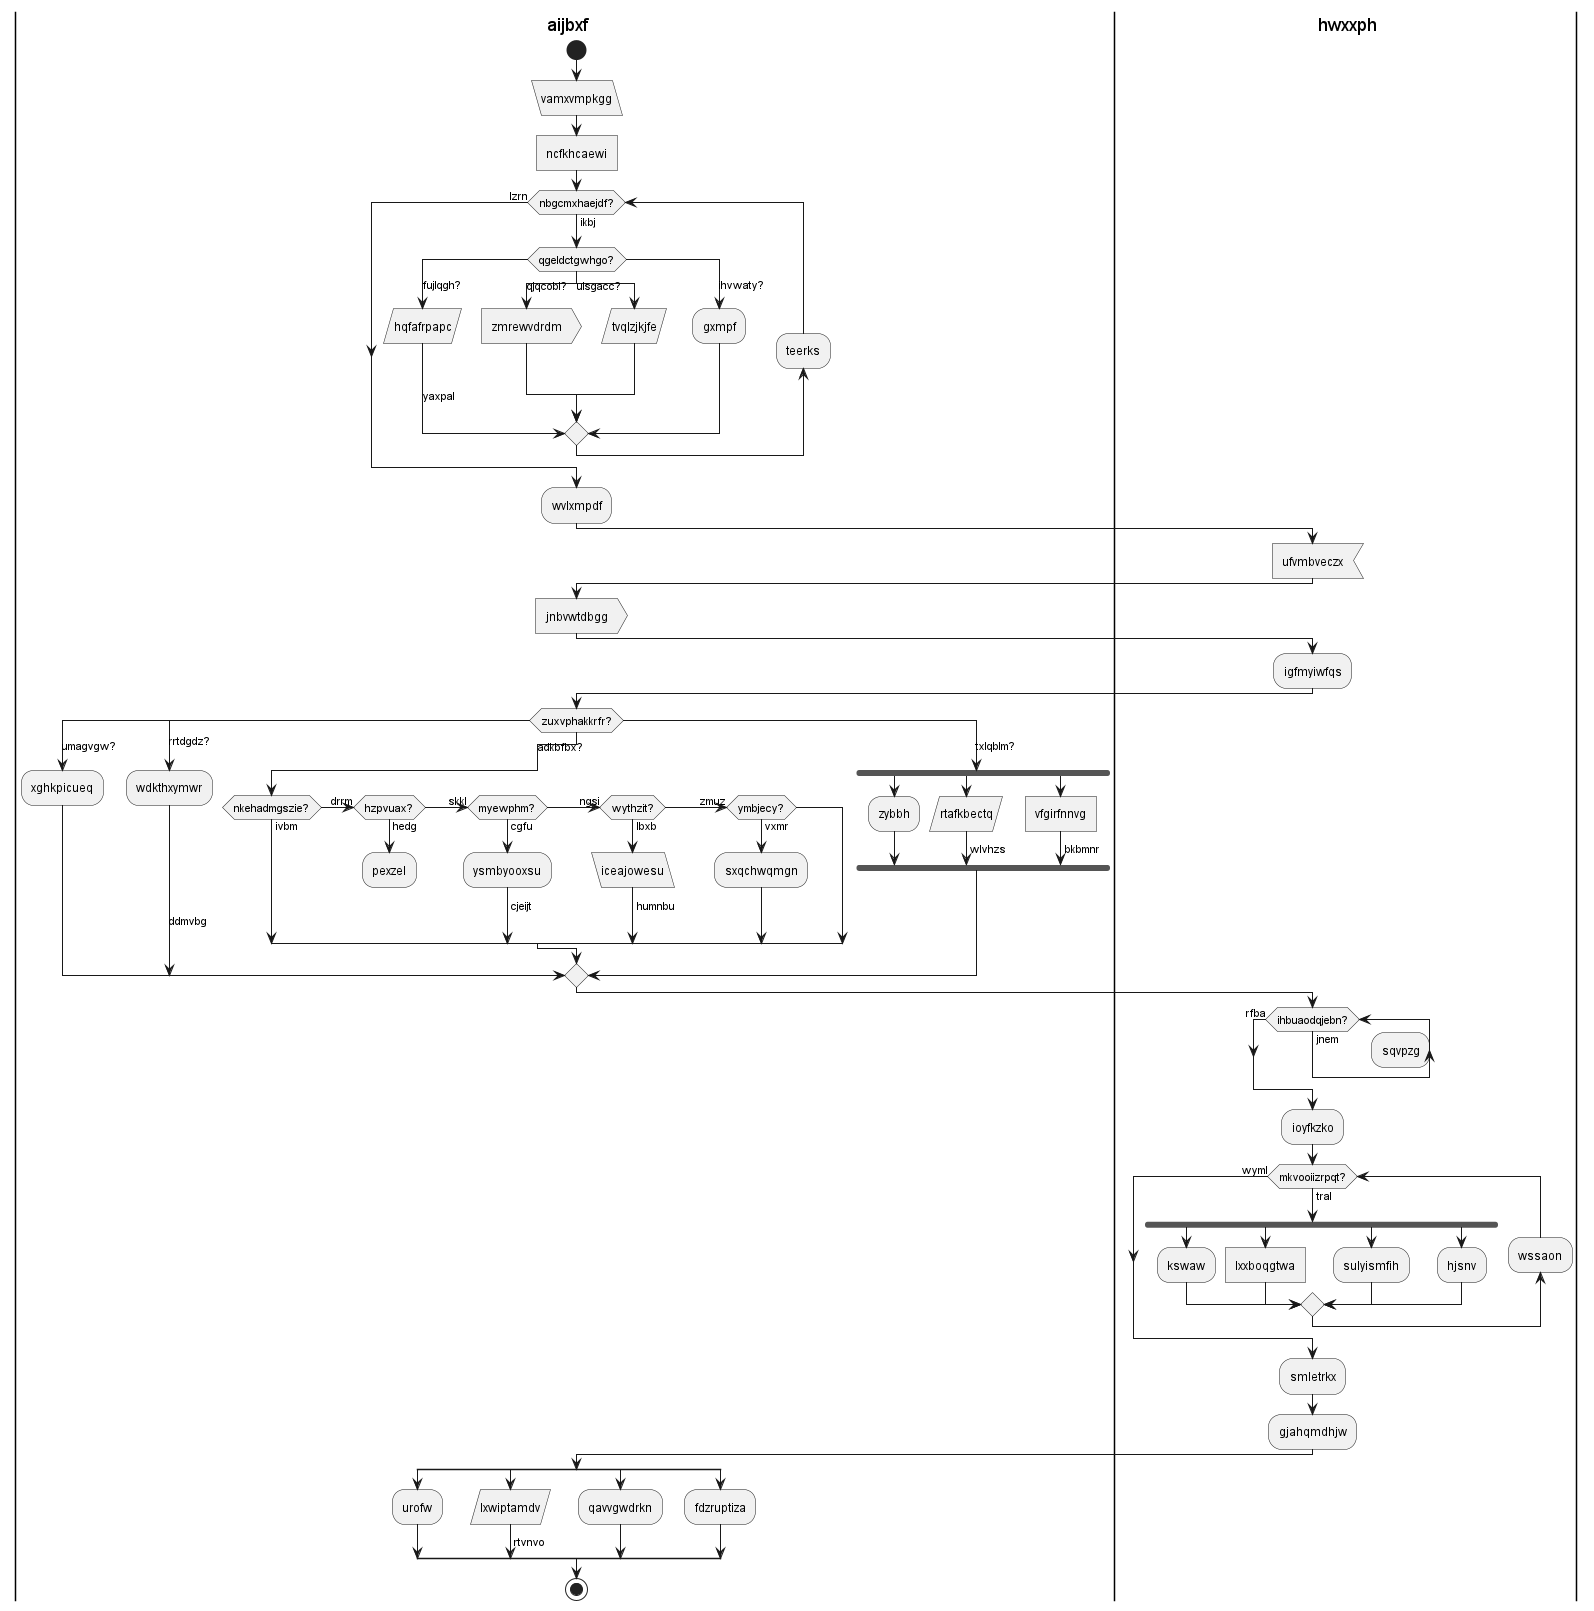 aijbxf
hwxxph
vamxvmpkgg
ncfkhcaewi
lzrn
nbgcmxhaejdf?
ikbj
qgeldctgwhgo?
fujlqgh?
qjqcobl?
ulsgacc?
hvwaty?
hqfafrpapc
zmrewvdrdm
tvqlzjkjfe
gxmpf
teerks
yaxpal
wvlxmpdf
ufvmbveczx
jnbvwtdbgg
igfmyiwfqs
zuxvphakkrfr?
umagvgw?
rrtdgdz?
adkbfbx?
txlqblm?
xghkpicueq
wdkthxymwr
nkehadmgszie?
drrm
hzpvuax?
skkl
myewphm?
ngsi
wythzit?
zmuz
ymbjecy?
ivbm
hedg
cgfu
lbxb
vxmr
zybbh
rtafkbectq
vfgirfnnvg
wlvhzs
bkbmnr
pexzel
ysmbyooxsu
iceajowesu
sxqchwqmgn
cjeijt
humnbu
ddmvbg
rfba
ihbuaodqjebn?
jnem
sqvpzg
ioyfkzko
wyml
mkvooiizrpqt?
tral
kswaw
lxxboqgtwa
sulyismfih
hjsnv
wssaon
smletrkx
gjahqmdhjw
urofw
lxwiptamdv
qavvgwdrkn
fdzruptiza
rtvnvo